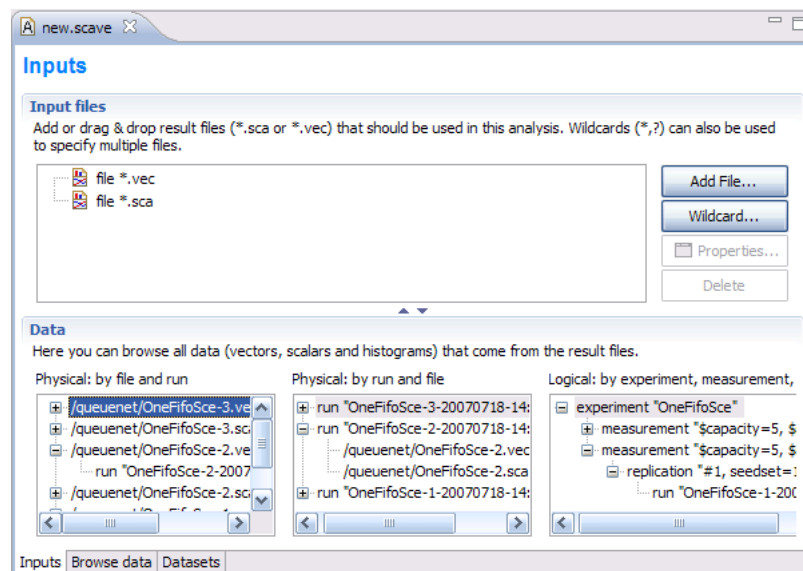 new.scave
Inputs
Input files
Add or drag & drop result files (*.sca or *.vec) that should be used in this analysis. Wildcards (*,?) can also be used
to specify multiple files.
file *.vec
file *.sca
Add File...
Wildcard...
Properties...
Delete
Data
Here you can browse all data (vectors, scalars and histograms) that come from the result files.
Physical: by file and run
/queuenet/OneFifoSce-3.ve
/queuenet/OneFifoSce-3.sc
/queuenet/OneFifoSce-2.ve
run "OneFifoSce-2-2007
/queuenet/OneFifoSce-2.sc
Physical: by run and file
run "OneFifoSce-3-20070718-14:
run "OneFifoSce-2-20070718-14:
/queuenet/OneFifoSce-2.vec
/queuenet/OneFifoSce-2.sca
run "OneFifoSce-1-20070718-14:
Logical: by experiment, measurement,
experiment "OneFifoSce"
measurement "$capacity=5, $
measurement "$capacity=5, $
replication "#1, seedset=1
run "OneFifoSce-1-200
Inputs Browse data Datasets